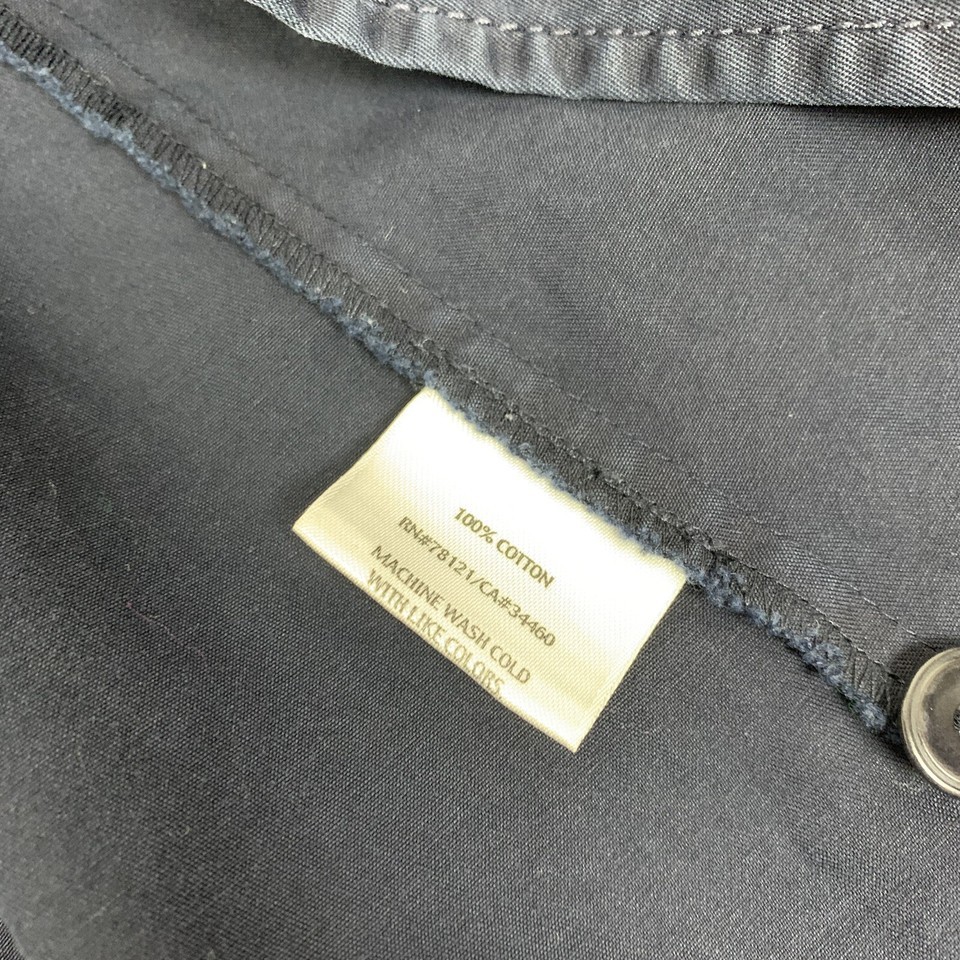 100% COTTON
RN#78121/CA#34460
MACHINE WASH COLD
WITH LIKE COLORS.